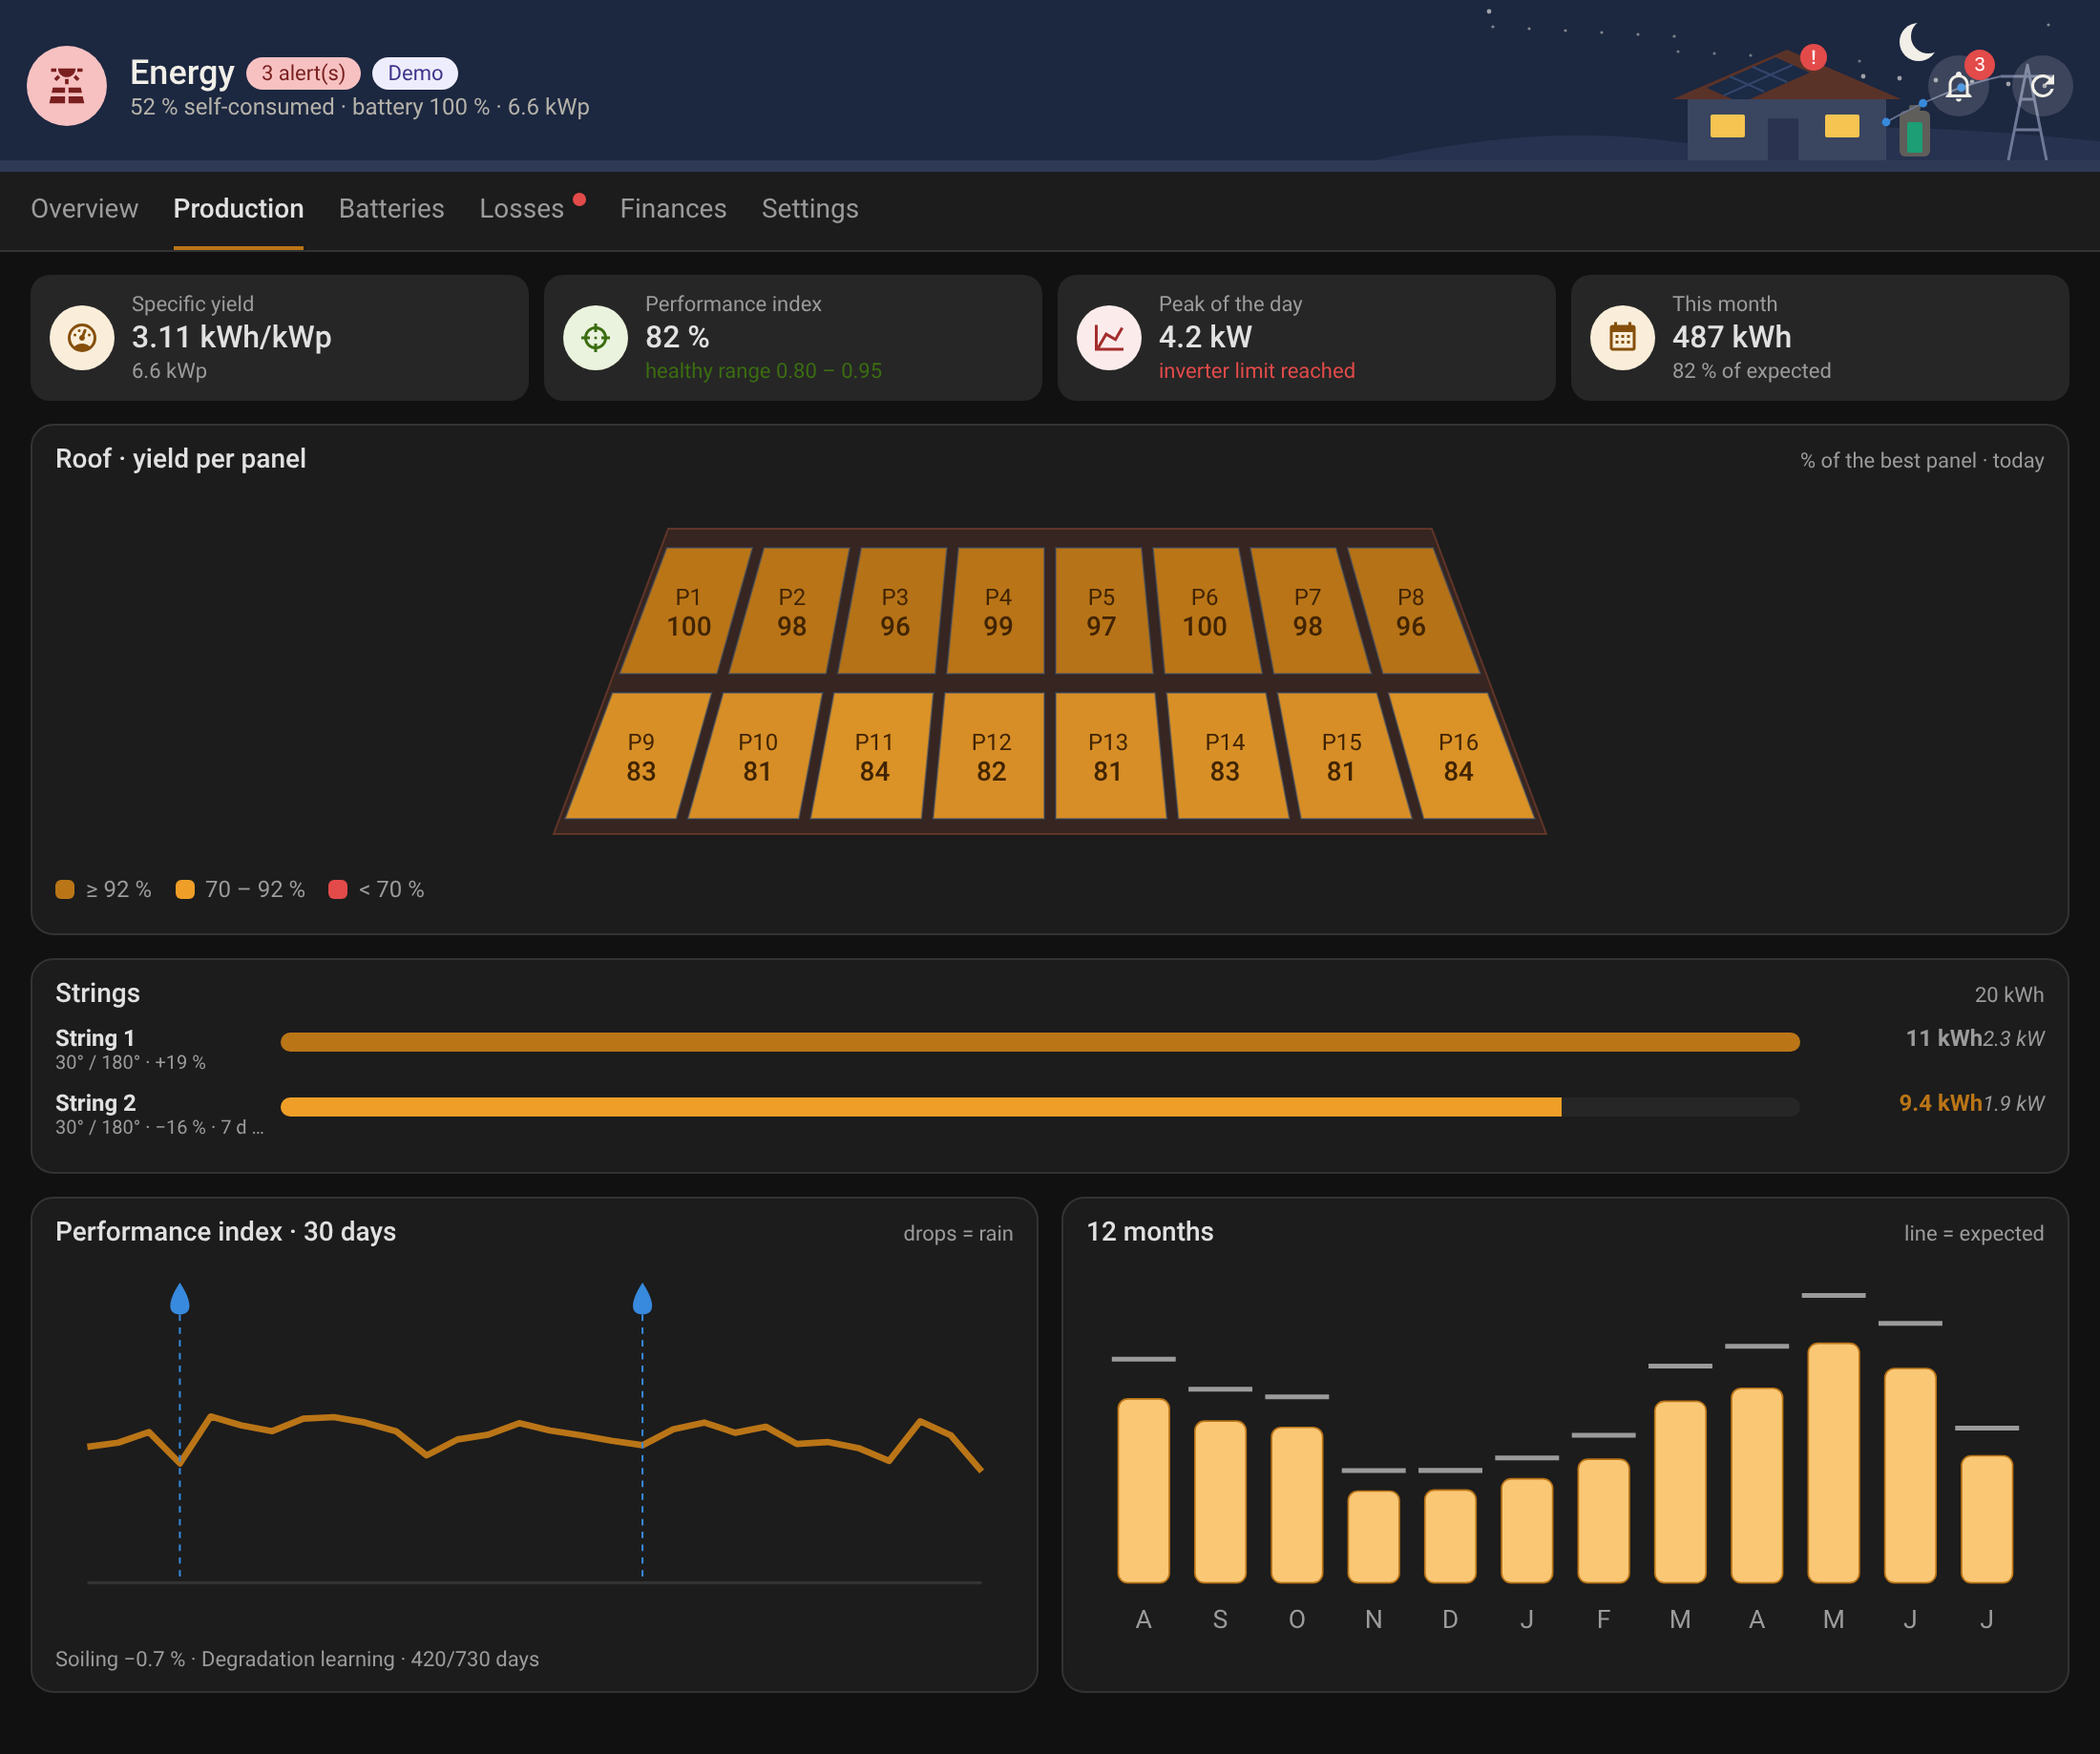 Energy
3 alert(s)
Demo
52 % self-consumed · battery 100 % · 6.6 kWp
!
3
Overview
Production
Batteries
Losses
Finances
Settings
Specific yield
3.11 kWh/kWp
6.6 kWp
Performance index
82 %
healthy range 0.80 – 0.95
Peak of the day
4.2 kW
inverter limit reached
This month
487 kWh
82 % of expected
Roof · yield per panel
% of the best panel · today
P1 P2 P3 P4 P5 P6 P7 P8
100 98 96 99 97 100 98 96
P9 P10 P11 P12 P13 P14 P15 P16
83 81 84 82 81 83 81 84
≥ 92 %
70 – 92 %
< 70 %
Strings
20 kWh
String 1
30° / 180° · +19 %
11 kWh2.3 kW
String 2
30° / 180° · −16 % · 7 d ...
9.4 kWh1.9 kW
Performance index · 30 days
drops = rain
Soiling −0.7 % · Degradation learning · 420/730 days
12 months
line = expected
A S O N D J F M A M J J